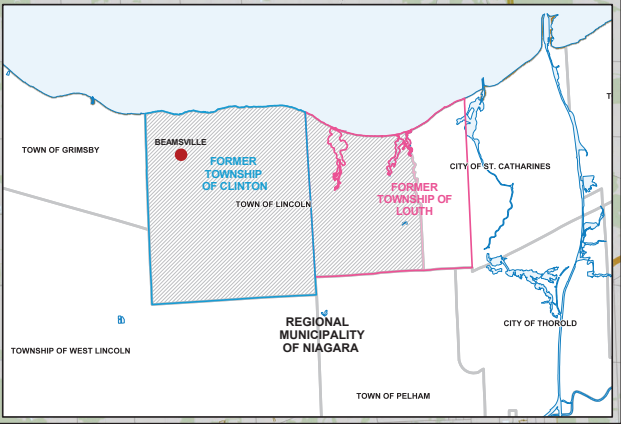 BEAMSVILLE
TOWN OF GRIMSBY
FORMER
TOWNSHIP
OF CLINTON
CITY OF ST. CATHARINES
FORMER
TOWNSHIP OF
LOUTH
TOWN OF LINCOLN
REGIONAL
MUNICIPALITY
OF NIAGARA
CITY OF THOROLD
TOWNSHIP OF WEST LINCOLN
TOWN OF PELHAM